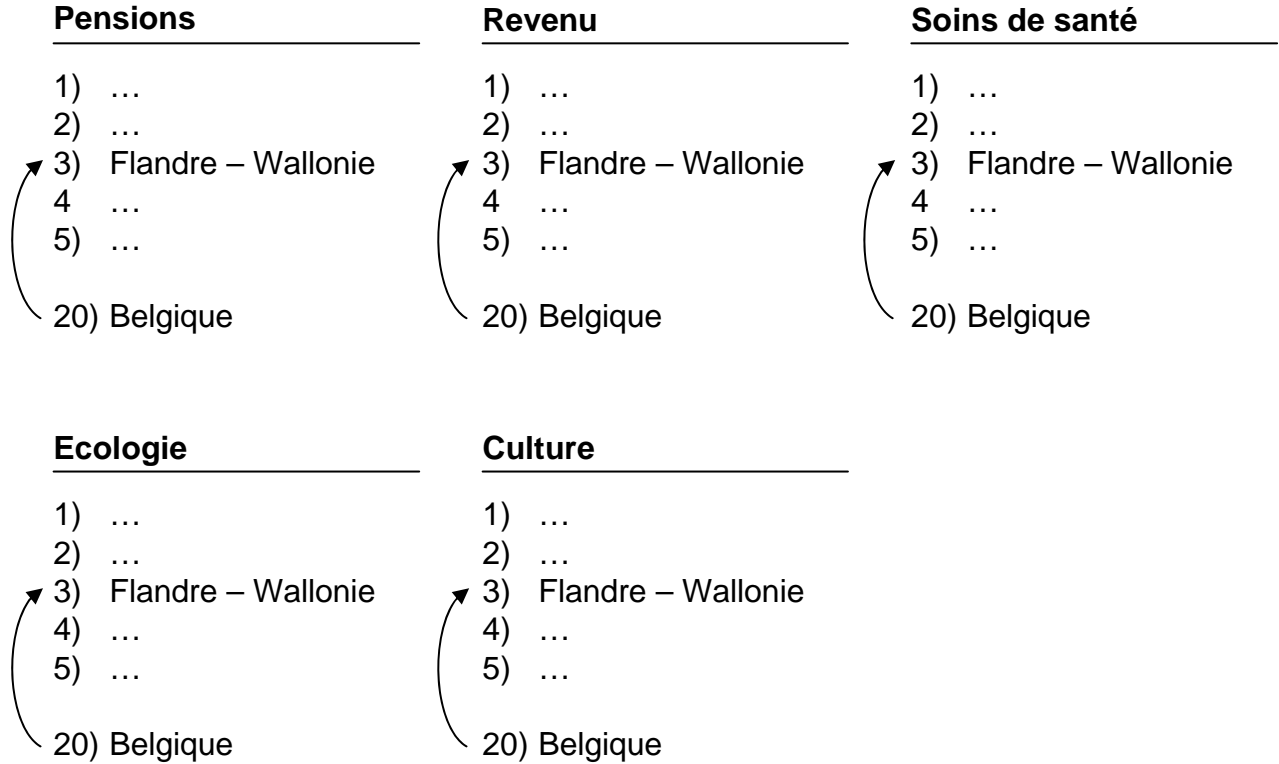 Pensions
1) …
2) …
3) Flandre – Wallonie
4 …
5) …
20) Belgique
Revenu
1) …
2) …
3) Flandre – Wallonie
4 …
5) …
20) Belgique
Soins de santé
1) …
2) …
3) Flandre – Wallonie
4 …
5) …
20) Belgique
Ecologie
1) …
2) …
3) Flandre – Wallonie
4) …
5) …
20) Belgique
Culture
1) …
2) …
3) Flandre – Wallonie
4) …
5) …
20) Belgique